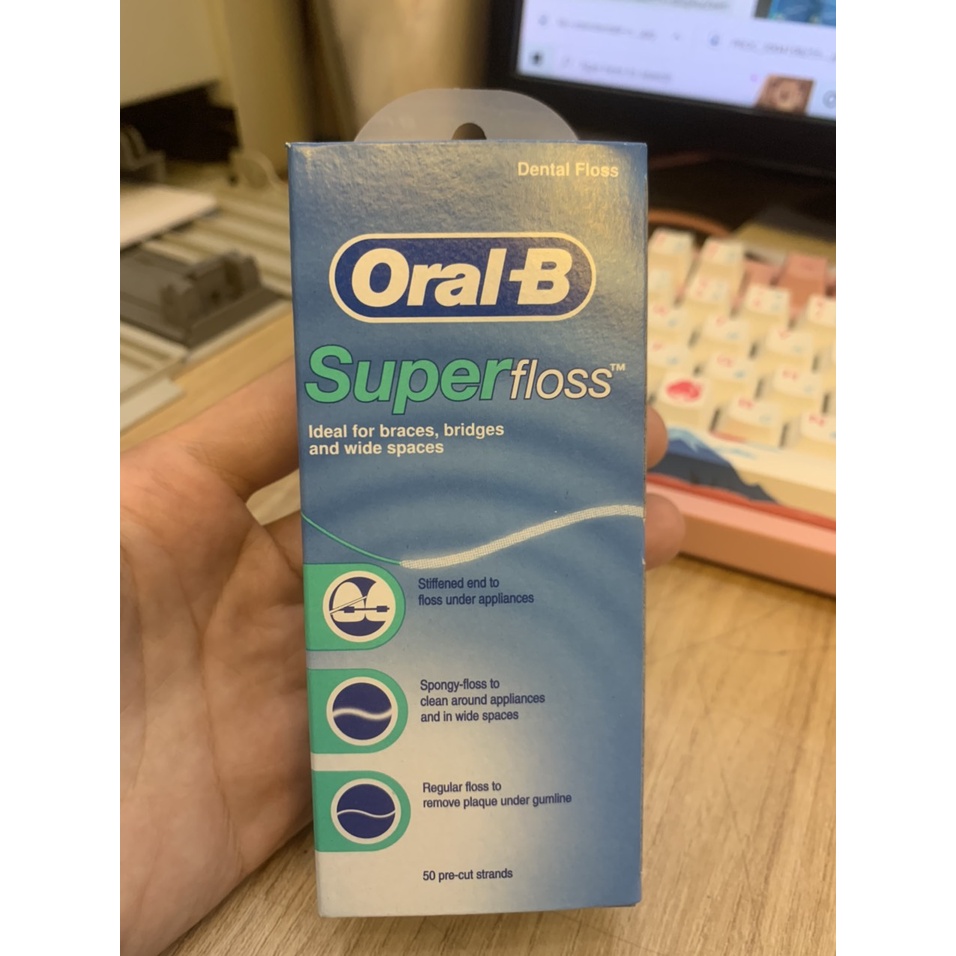 Dental Floss
Oral-B
Superfloss™
Ideal for braces, bridges
and wide spaces
Stiffened end to
floss under appliances
Spongy-floss to
clean around appliances
and in wide spaces
Regular floss to
remove plaque under gumline
50 pre-cut strands